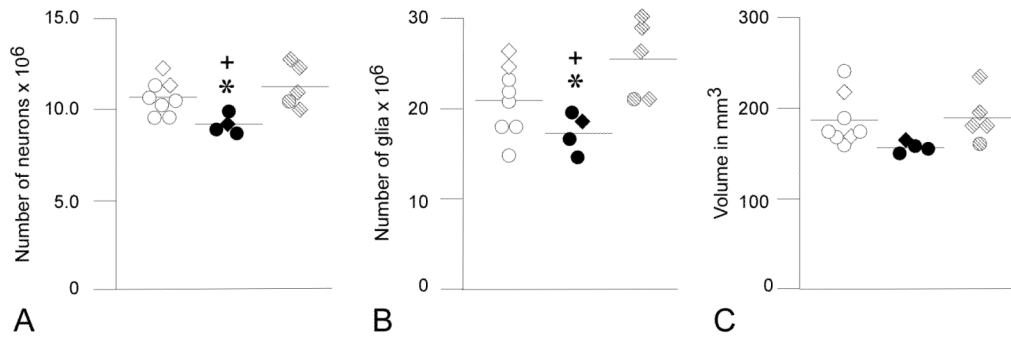 Number of neurons x 10⁶
15.0
10.0
5.0
0
+
*
A
Number of glia x 10⁶
30
20
10
0
+
*
B
Volume in mm³
300
200
100
0
C